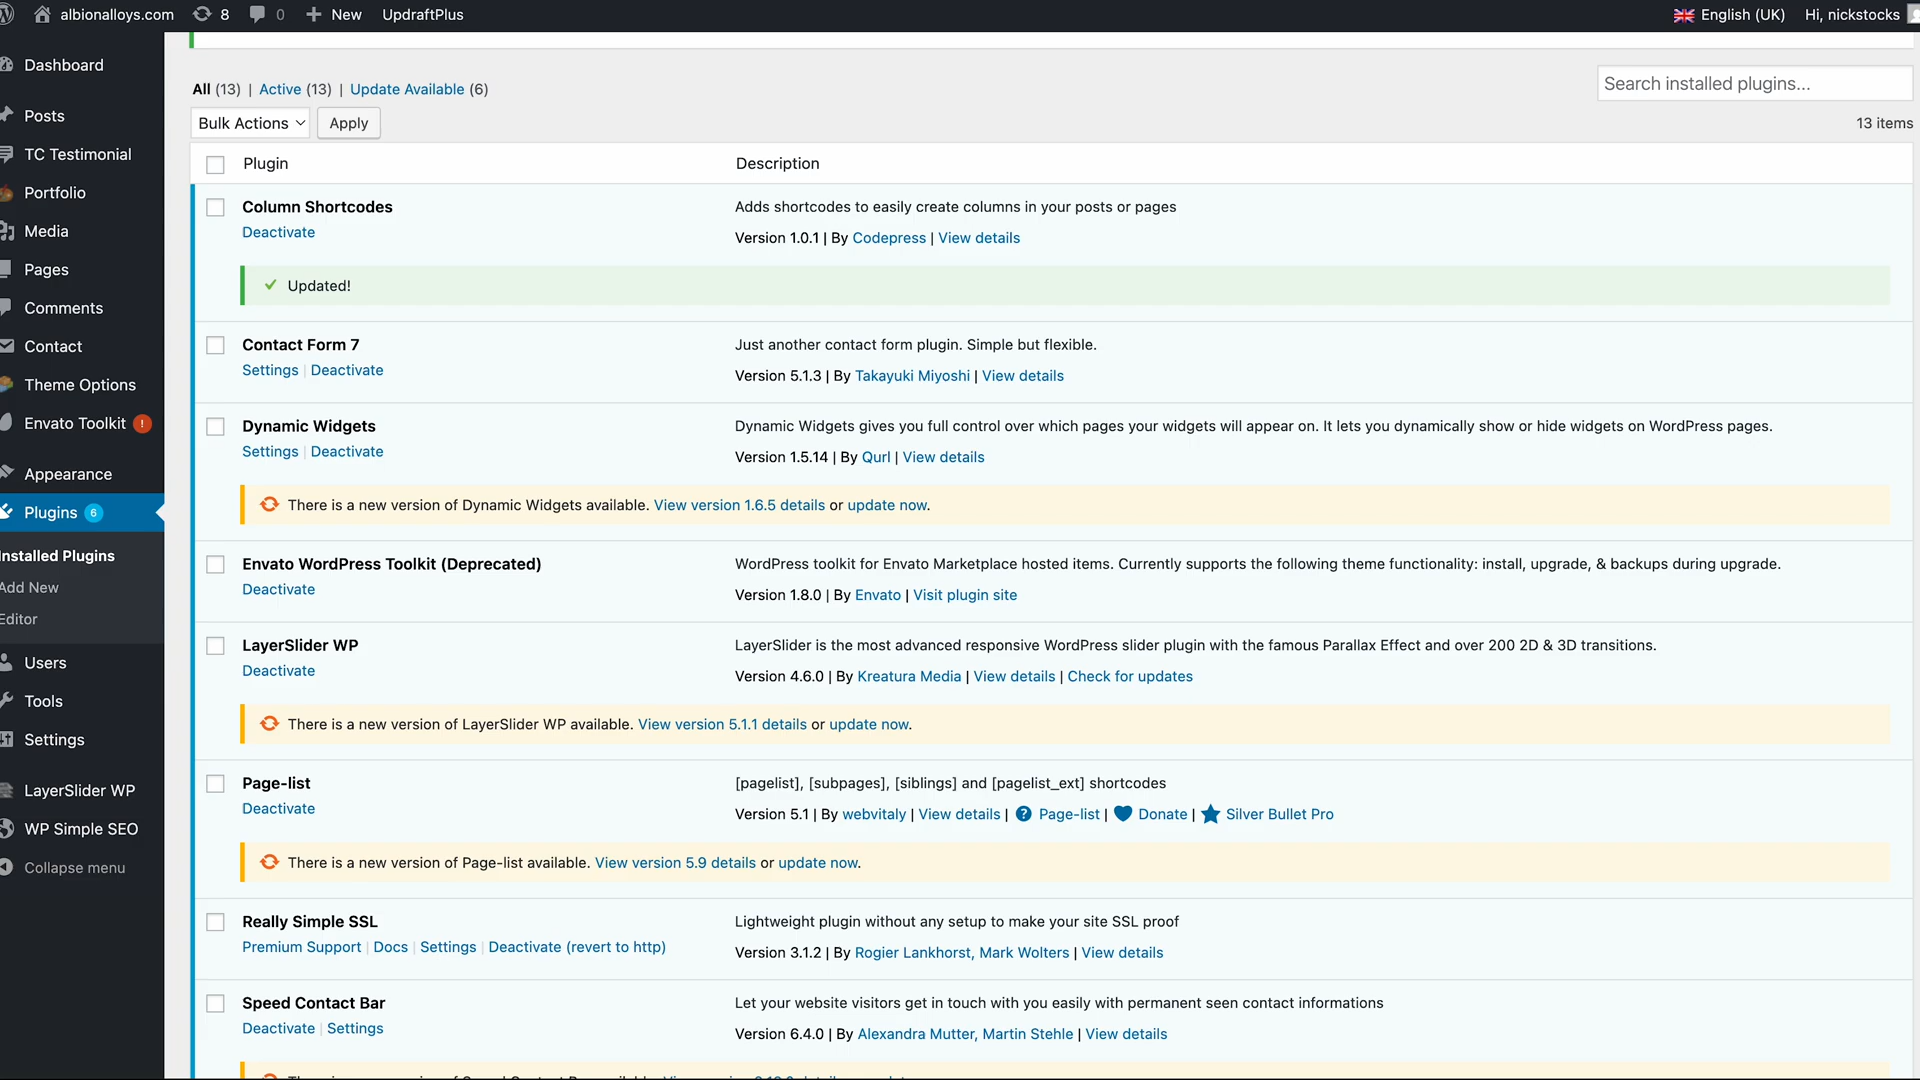 albionalloys.com 8 0 New UpdraftPlus English (UK) Hi, nickstocks
Dashboard
Posts
TC Testimonial
Portfolio
Media
Pages
Comments
Contact
Theme Options
Envato Toolkit !
Appearance
Plugins 6
Installed Plugins
Add New
Editor
Users
Tools
Settings
LayerSlider WP
WP Simple SEO
Collapse menu
All (13) | Active (13) | Update Available (6)
Search installed plugins...
Bulk Actions Apply
13 items
Plugin Description
Column Shortcodes
Deactivate
Adds shortcodes to easily create columns in your posts or pages
Version 1.0.1 | By Codepress | View details
Updated!
Contact Form 7
Settings | Deactivate
Just another contact form plugin. Simple but flexible.
Version 5.1.3 | By Takayuki Miyoshi | View details
Dynamic Widgets
Settings | Deactivate
Dynamic Widgets gives you full control over which pages your widgets will appear on. It lets you dynamically show or hide widgets on WordPress pages.
Version 1.5.14 | By Qurl | View details
There is a new version of Dynamic Widgets available. View version 1.6.5 details or update now.
Envato WordPress Toolkit (Deprecated)
Deactivate
WordPress toolkit for Envato Marketplace hosted items. Currently supports the following theme functionality: install, upgrade, & backups during upgrade.
Version 1.8.0 | By Envato | Visit plugin site
LayerSlider WP
Deactivate
LayerSlider is the most advanced responsive WordPress slider plugin with the famous Parallax Effect and over 200 2D & 3D transitions.
Version 4.6.0 | By Kreatura Media | View details | Check for updates
There is a new version of LayerSlider WP available. View version 5.1.1 details or update now.
Page-list
Deactivate
[pagelist], [subpages], [siblings] and [pagelist_ext] shortcodes
Version 5.1 | By webvitaly | View details | Page-list | Donate | Silver Bullet Pro
There is a new version of Page-list available. View version 5.9 details or update now.
Really Simple SSL
Premium Support | Docs | Settings | Deactivate (revert to http)
Lightweight plugin without any setup to make your site SSL proof
Version 3.1.2 | By Rogier Lankhorst, Mark Wolters | View details
Speed Contact Bar
Deactivate | Settings
Let your website visitors get in touch with you easily with permanent seen contact informations
Version 6.4.0 | By Alexandra Mutter, Martin Stehle | View details